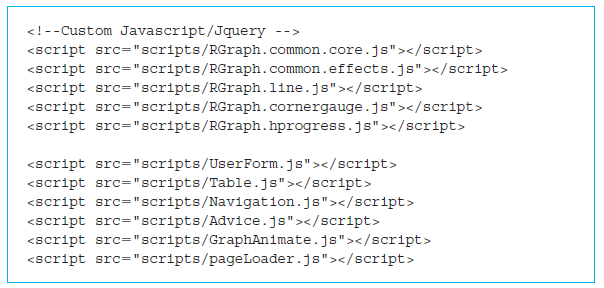 <!--Custom Javascript/Jquery -->
<script src="scripts/RGraph.common.core.js"></script>
<script src="scripts/RGraph.common.effects.js"></script>
<script src="scripts/RGraph.line.js"></script>
<script src="scripts/RGraph.cornergauge.js"></script>
<script src="scripts/RGraph.hprogress.js"></script>
<script src="scripts/UserForm.js"></script>
<script src="scripts/Table.js"></script>
<script src="scripts/Navigation.js"></script>
<script src="scripts/Advice.js"></script>
<script src="scripts/GraphAnimate.js"></script>
<script src="scripts/pageLoader.js"></script>